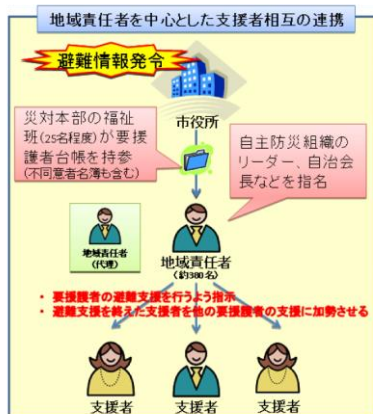 地域責任者を中心とした支援者相互の連携
避難情報発令
市役所
災対本部の福祉
班(25名程度)が要援
護者台帳を持参
(不同意者名簿も含む)
自主防災組織の
リーダー、自治会
長などを指名
地域責任者
(代理)
地域責任者
(約380名)
・ 要援護者の避難支援を行うよう指示
・ 避難支援を終えた支援者を他の要援護者の支援に加勢させる
支援者
支援者
支援者